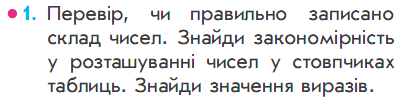 1. Перевір, чи правильно записано
склад чисел. Знайди закономірність
у розташуванні чисел у стовпчиках
таблиць. Знайди значення виразів.